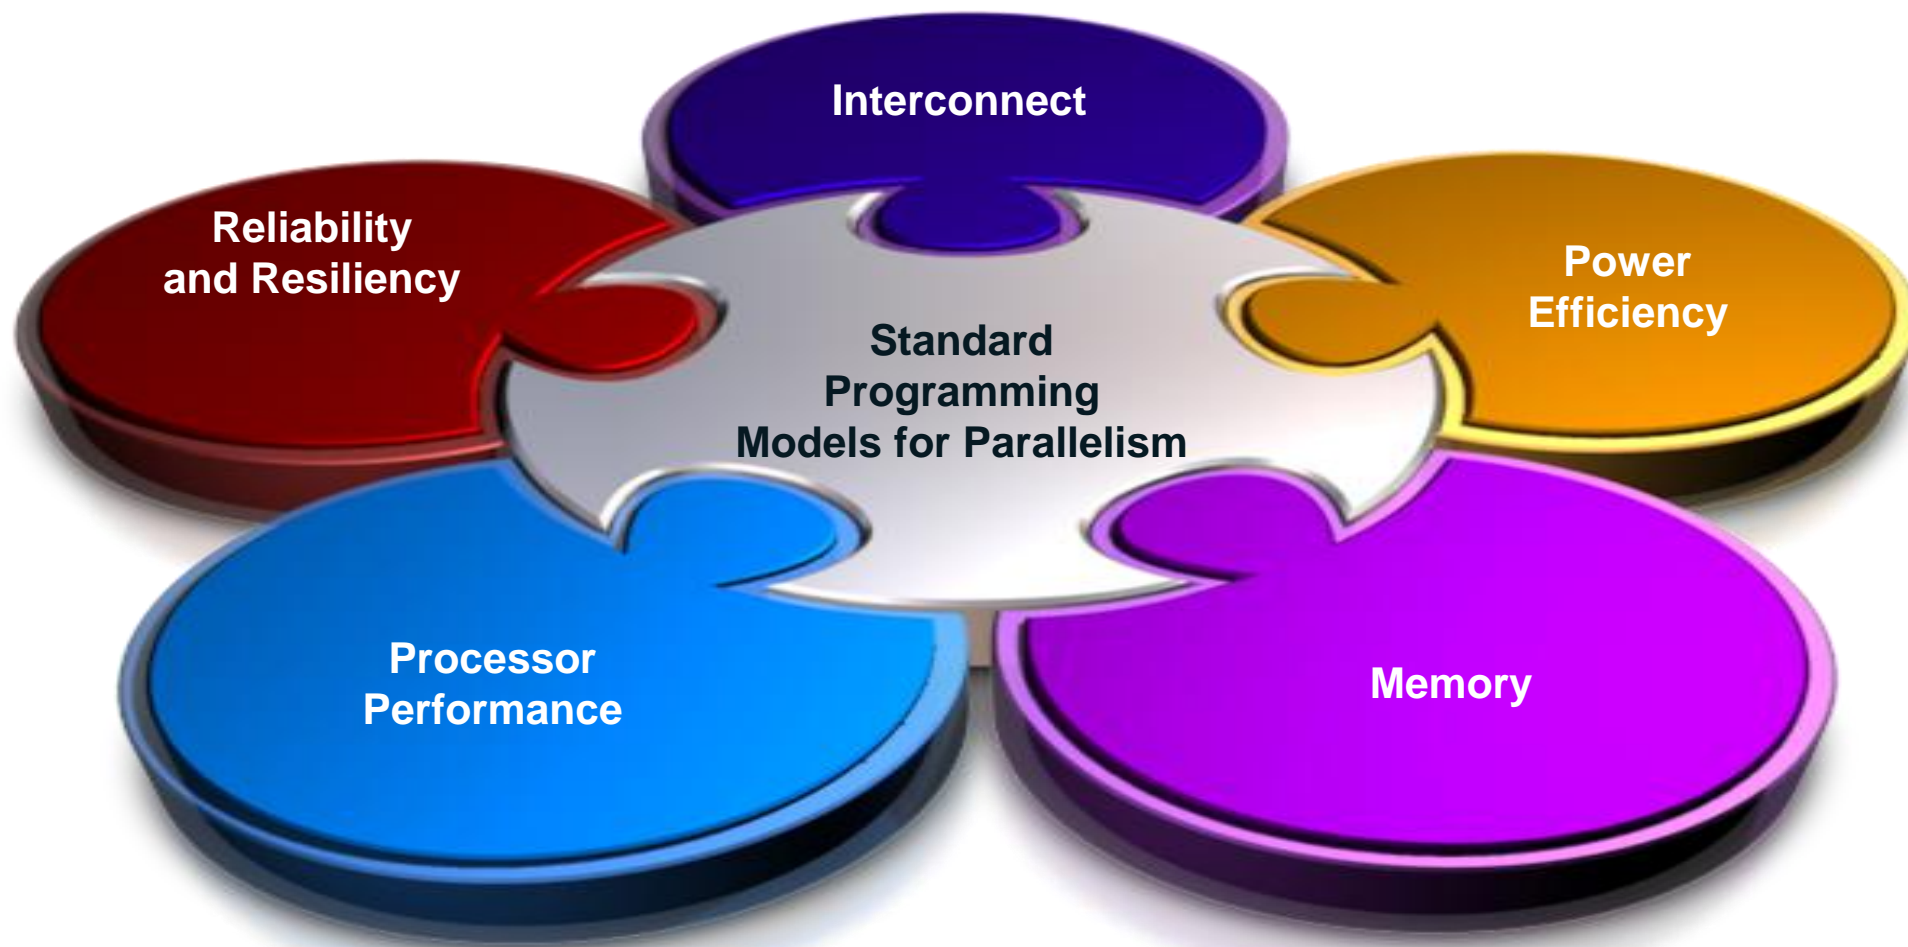 Interconnect
Reliability
and Resiliency
Power
Efficiency
Standard
Programming
Models for Parallelism
Processor
Performance
Memory